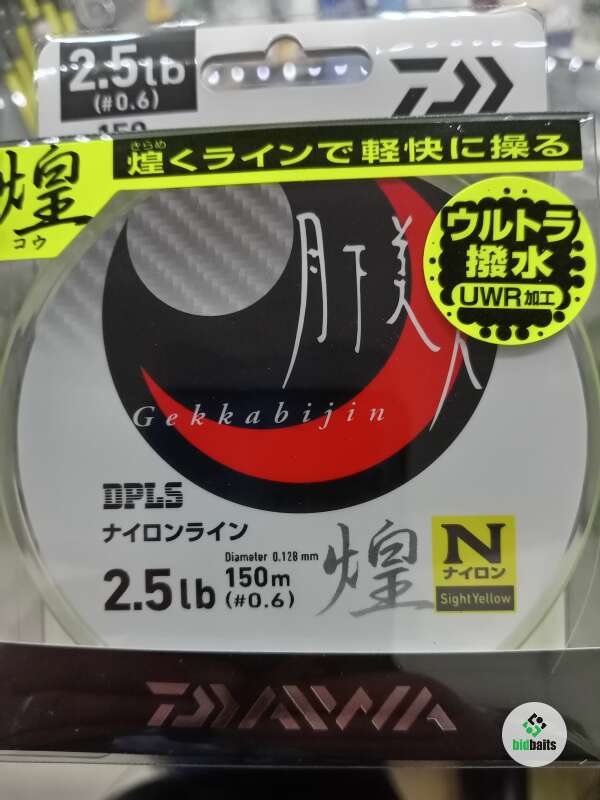 2.5lb
(#0.6)
150
煌
コウ
きらめ
煌くラインで軽快に操る
ウルトラ
撥水
UWR加工
月下美人
Gekkabijin
DPLS
ナイロンライン
Diameter 0.128 mm
2.5lb 150m
(#0.6)
煌
N
ナイロン
Sight Yellow
DAIWA
bidbaits